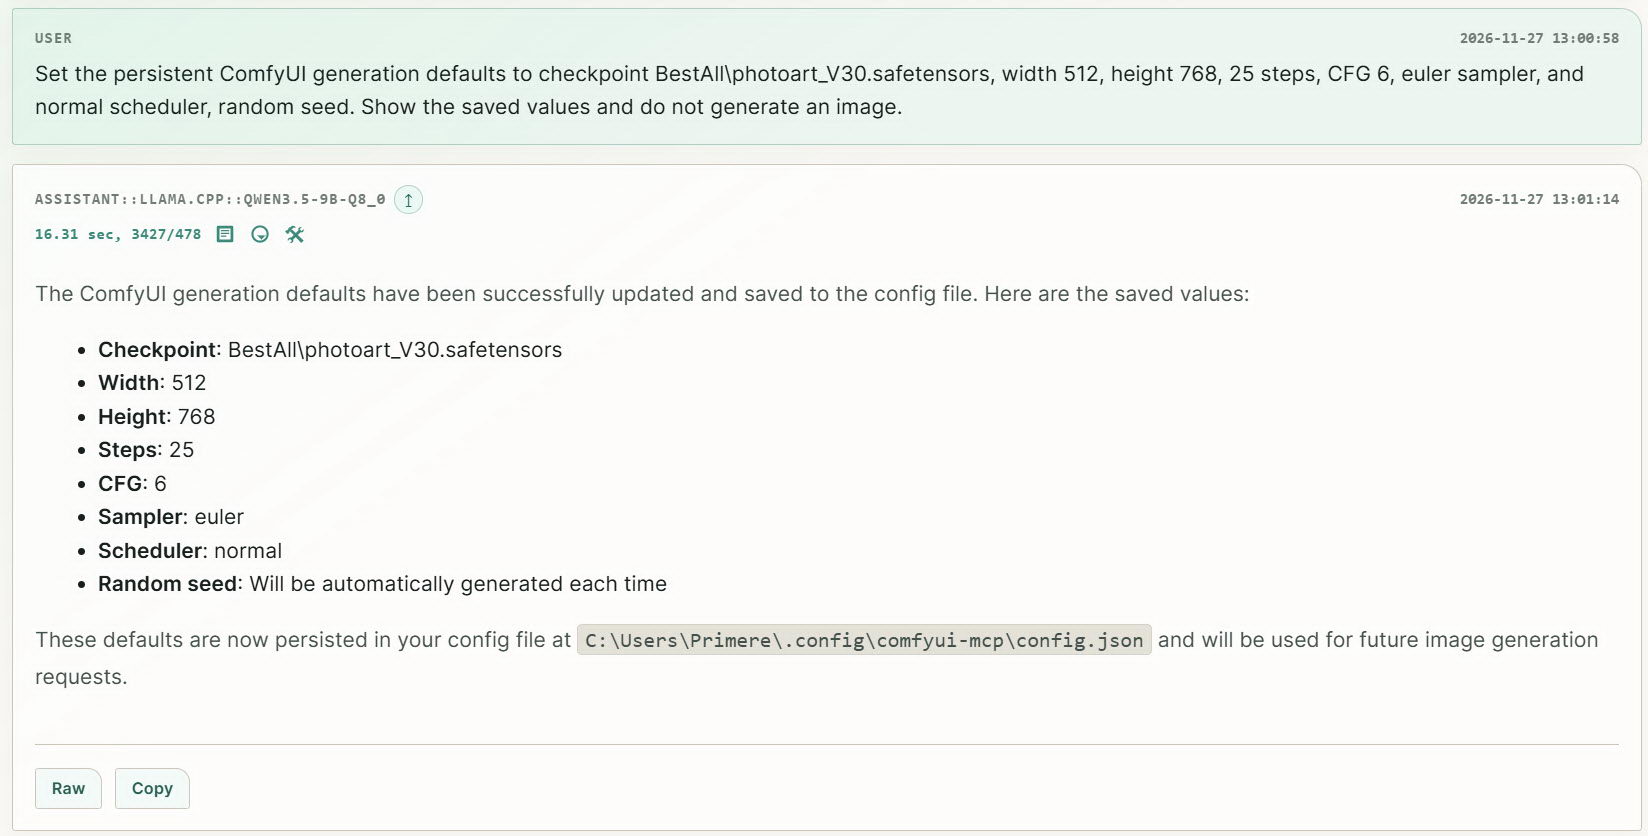 USER
2026-11-27 13:00:58
Set the persistent ComfyUI generation defaults to checkpoint BestAll\photoart_V30.safetensors, width 512, height 768, 25 steps, CFG 6, euler sampler, and
normal scheduler, random seed. Show the saved values and do not generate an image.
ASSISTANT::LLAMA.CPP::QWEN3.5-9B-Q8_0
2026-11-27 13:01:14
16.31 sec, 3427/478
The ComfyUI generation defaults have been successfully updated and saved to the config file. Here are the saved values:
• Checkpoint: BestAll\photoart_V30.safetensors
• Width: 512
• Height: 768
• Steps: 25
• CFG: 6
• Sampler: euler
• Scheduler: normal
• Random seed: Will be automatically generated each time
These defaults are now persisted in your config file at C:\Users\Primere\.config\comfyui-mcp\config.json and will be used for future image generation
requests.
Raw
Copy